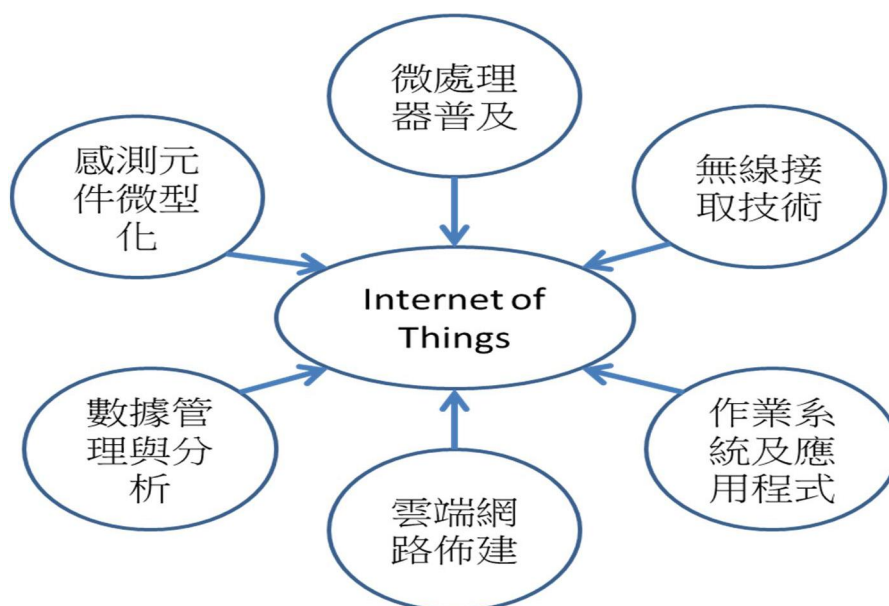 微處理
器普及
感測元
件微型
化
無線接
取技術
Internet of
Things
數據管
理與分
析
作業系
統及應
用程式
雲端網
路佈建